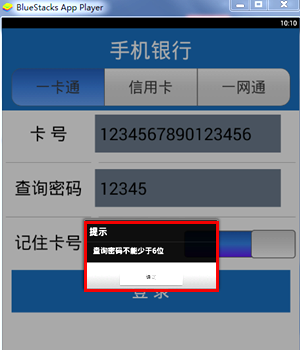 BlueStacks App Player
10:10
手机银行
一卡通 信用卡 一网通
卡 号 1234567890123456
查询密码 12345
记住卡号
提示
查询密码不能少于6位
登 录